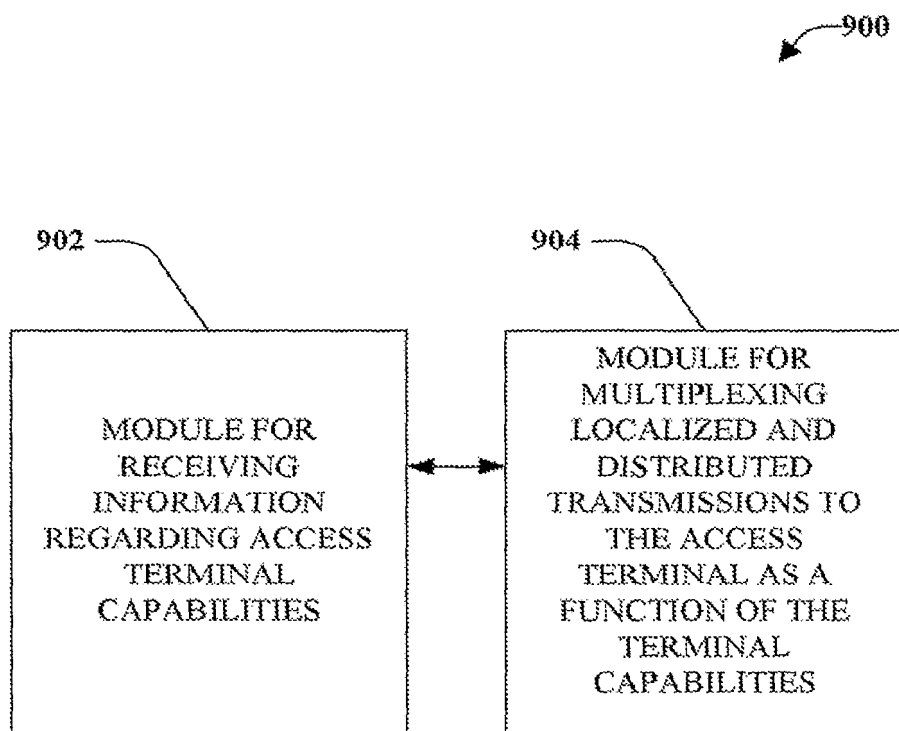 900
902
904
MODULE FOR
RECEIVING
INFORMATION
REGARDING ACCESS
TERMINAL
CAPABILITIES
MODULE FOR
MULTIPLEXING
LOCALIZED AND
DISTRIBUTED
TRANSMISSIONS TO
THE ACCESS
TERMINAL AS A
FUNCTION OF THE
TERMINAL
CAPABILITIES